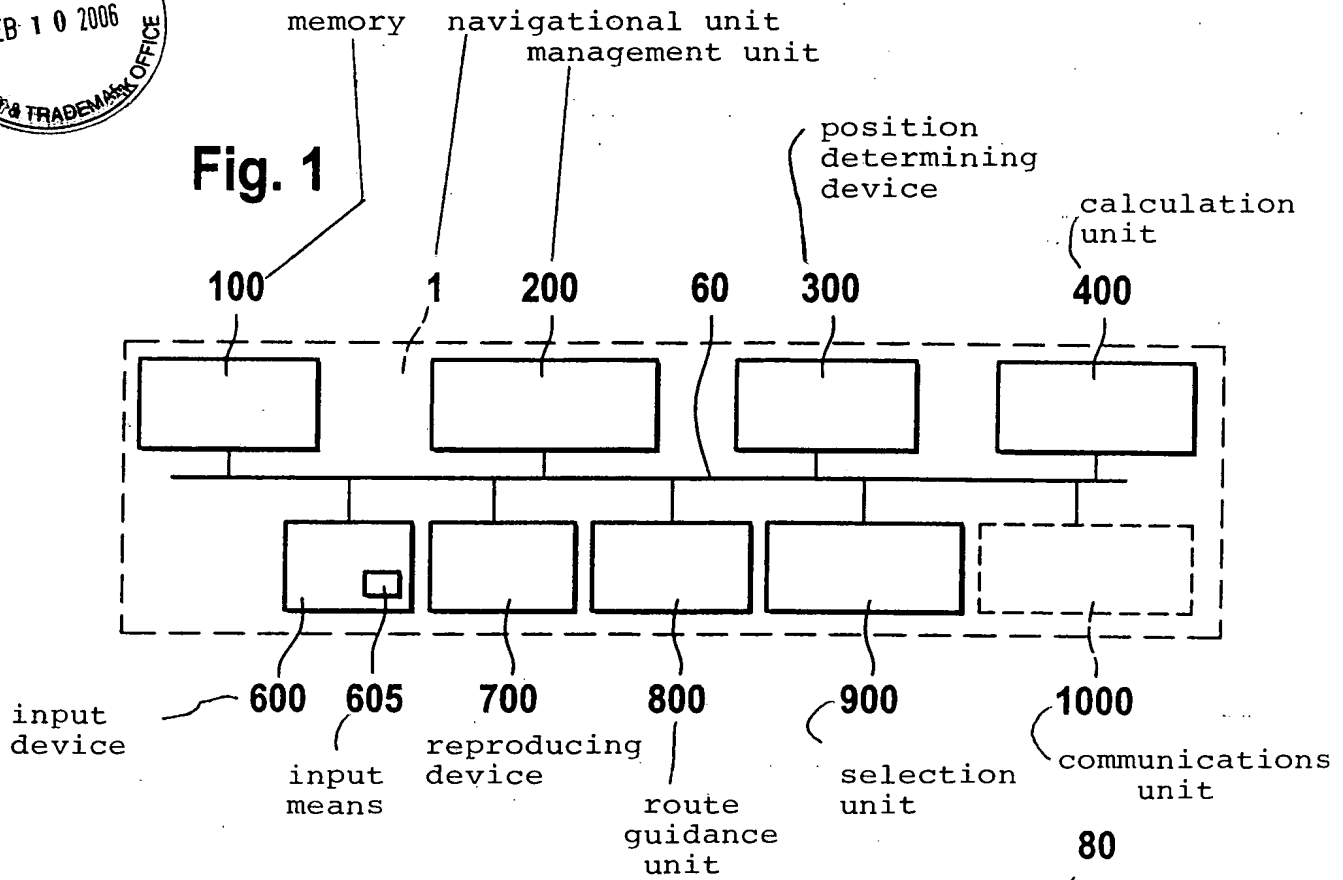 EB 1 0 2006
& TRADEMARK OFFICE
memory navigational unit
management unit
Fig. 1
position
determining
device
calculation
unit
100 1 200 60 300 400
600 605 700 800 900 1000
input
device
input
means
reproducing
device
route
guidance
unit
selection
unit
communications
unit
80